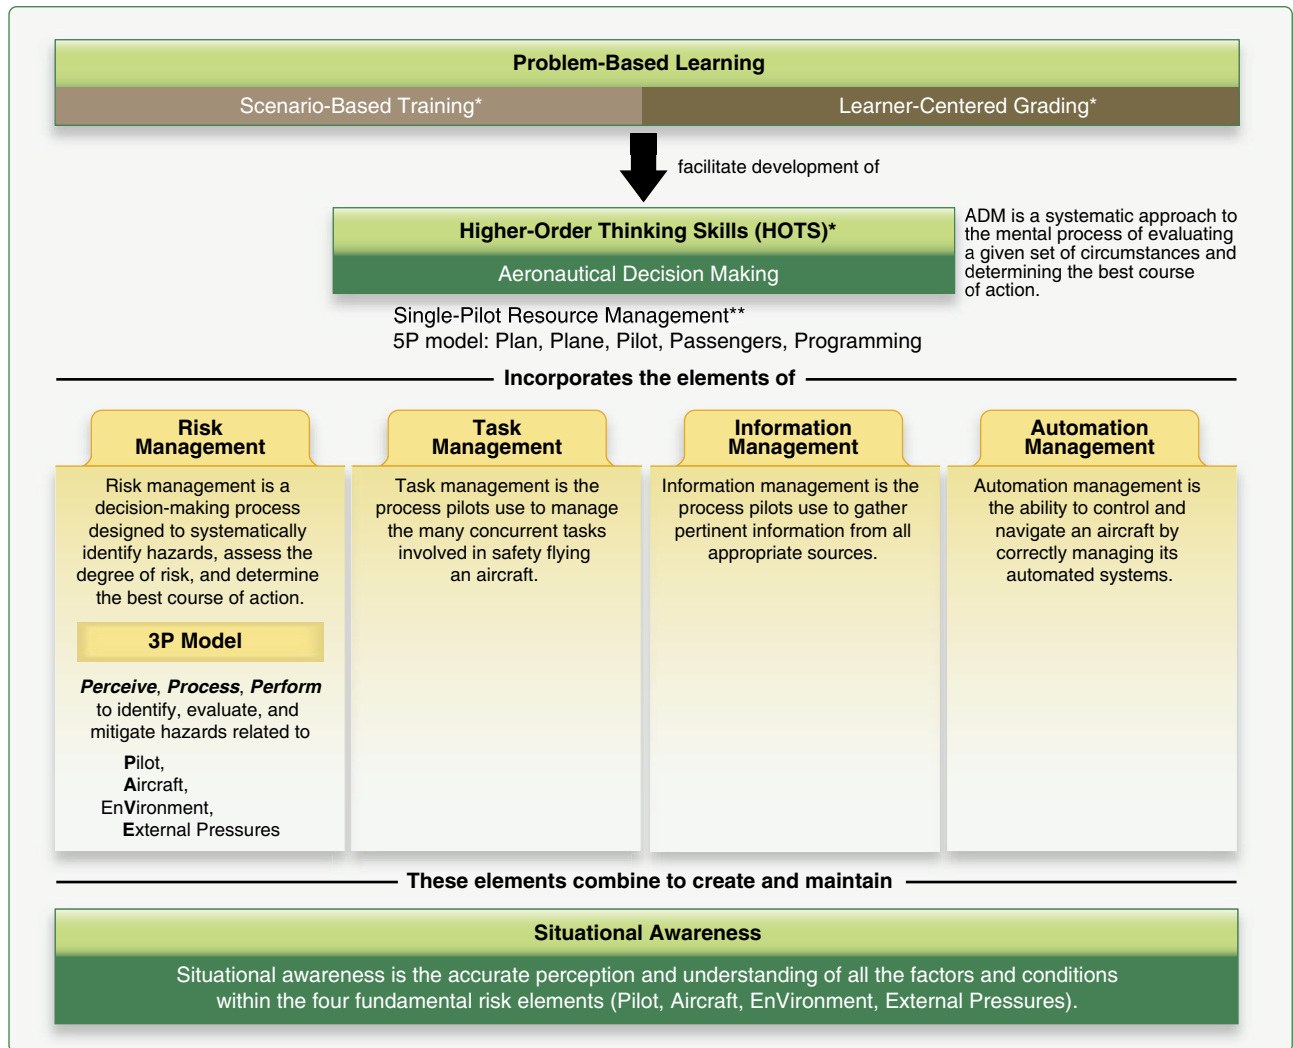 Problem-Based Learning
Scenario-Based Training*
Learner-Centered Grading*
facilitate development of
Higher-Order Thinking Skills (HOTS)*
Aeronautical Decision Making
ADM is a systematic approach to
the mental process of evaluating
a given set of circumstances and
determining the best course
of action.
Single-Pilot Resource Management**
5P model: Plan, Plane, Pilot, Passengers, Programming
Incorporates the elements of
Risk
Management
Risk management is a
decision-making process
designed to systematically
identify hazards, assess the
degree of risk, and determine
the best course of action.
3P Model
Perceive, Process, Perform
to identify, evaluate, and
mitigate hazards related to
Pilot,
Aircraft,
EnVironment,
External Pressures
Task
Management
Task management is the
process pilots use to manage
the many concurrent tasks
involved in safety flying
an aircraft.
Information
Management
Information management is the
process pilots use to gather
pertinent information from all
appropriate sources.
Automation
Management
Automation management is
the ability to control and
navigate an aircraft by
correctly managing its
automated systems.
These elements combine to create and maintain
Situational Awareness
Situational awareness is the accurate perception and understanding of all the factors and conditions
within the four fundamental risk elements (Pilot, Aircraft, EnVironment, External Pressures).